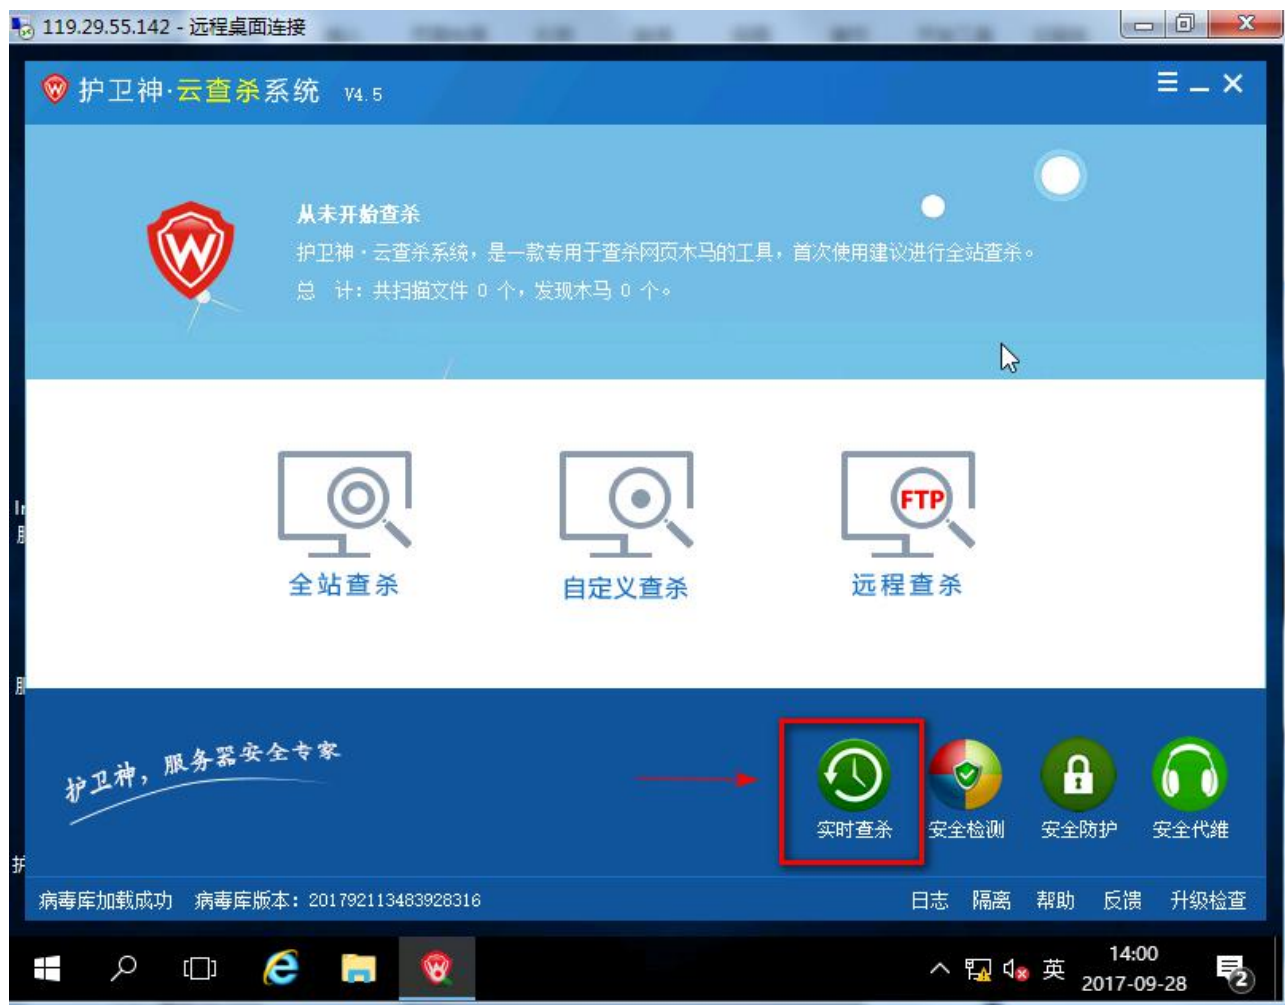 119.29.55.142 - 远程桌面连接
护卫神·云查杀系统 V4.5
从未开始查杀
护卫神·云查杀系统，是一款专用于查杀网页木马的工具，首次使用建议进行全站查杀。
总 计：共扫描文件 0 个，发现木马 0 个。
FTP
全站查杀 自定义查杀 远程查杀
护卫神，服务器安全专家
实时查杀 安全检测 安全防护 安全代维
病毒库加载成功 病毒库版本：201792113483928316 日志 隔离 帮助 反馈 升级检查
英 14:00
2017-09-28 2